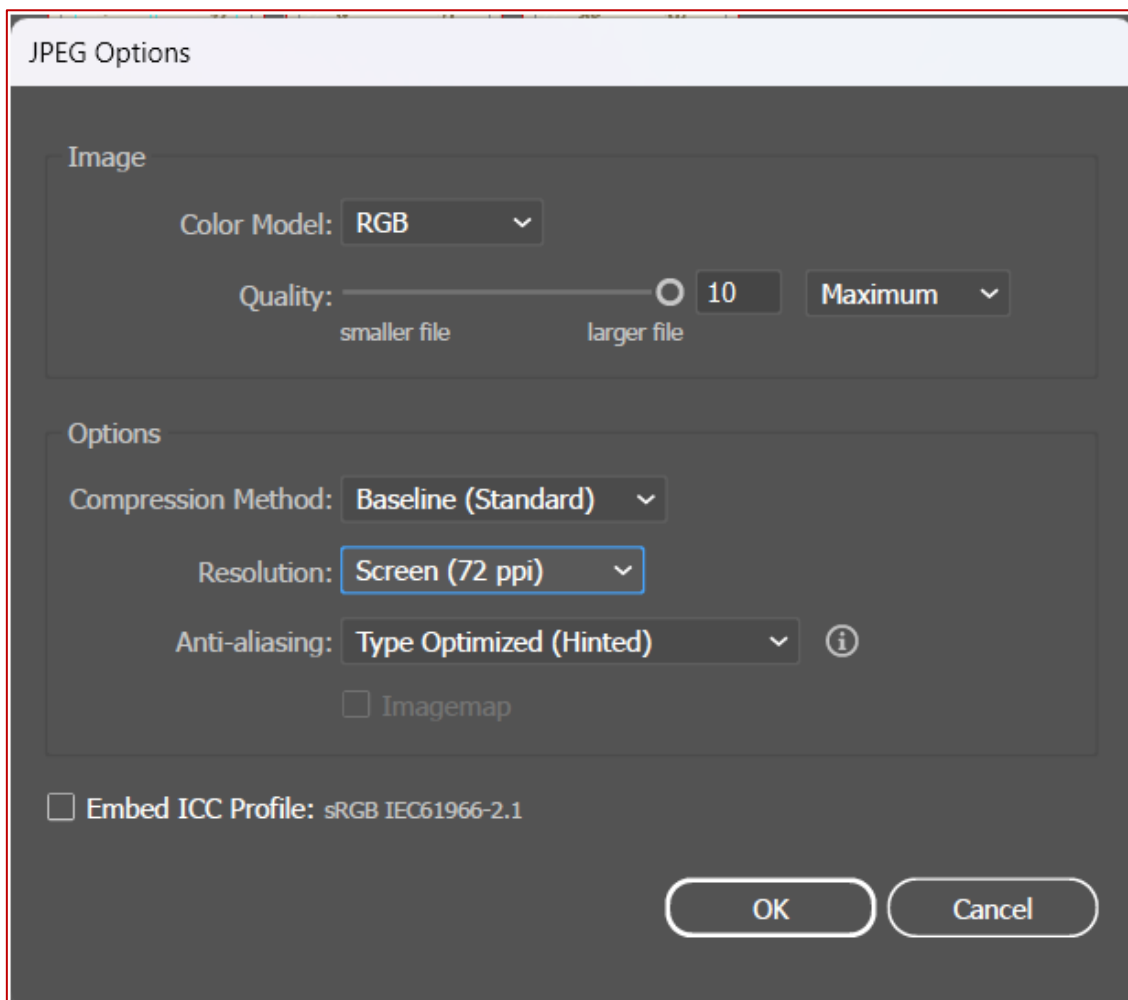 JPEG Options
Image
Color Model: RGB
Quality: 10 Maximum
smaller file larger file
Options
Compression Method: Baseline (Standard)
Resolution: Screen (72 ppi)
Anti-aliasing: Type Optimized (Hinted)
Imagemap
Embed ICC Profile: sRGB IEC61966-2.1
OK Cancel